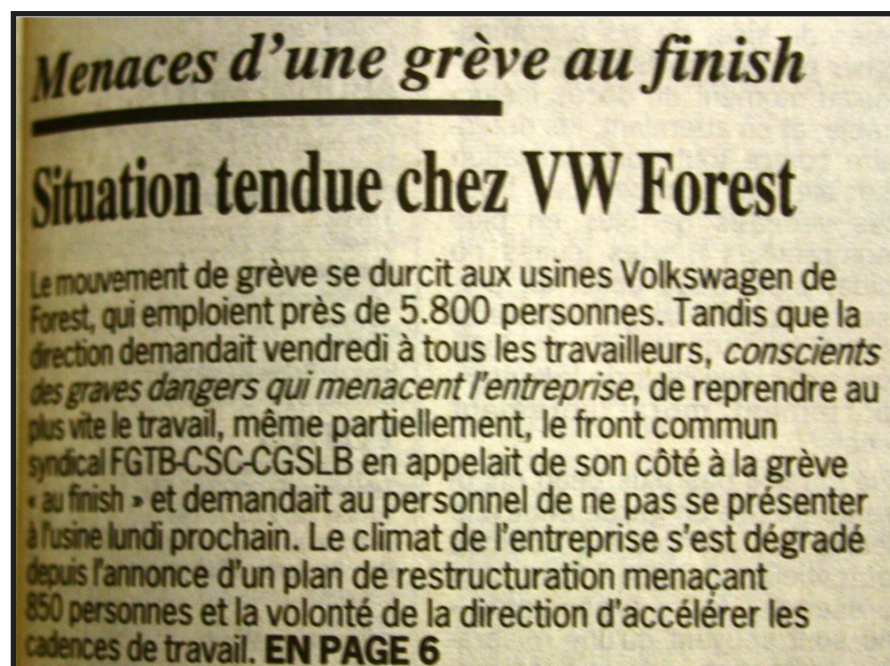 Menaces d'une grève au finish
Situation tendue chez VW Forest
Le mouvement de grève se durcit aux usines Volkswagen de
Forest, qui emploient près de 5.800 personnes. Tandis que la
direction demandait vendredi à tous les travailleurs, conscients
des graves dangers qui menacent l'entreprise, de reprendre au
plus vite le travail, même partiellement, le front commun
syndical FGTB-CSC-CGSLB en appelait de son côté à la grève
« au finish » et demandait au personnel de ne pas se présenter
à l'usine lundi prochain. Le climat de l'entreprise s'est dégradé
depuis l'annonce d'un plan de restructuration menaçant
850 personnes et la volonté de la direction d'accélérer les
cadences de travail. EN PAGE 6